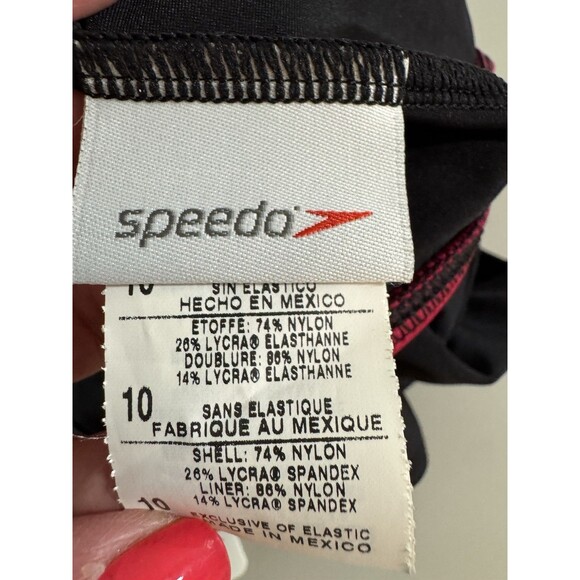 speedo
10
SIN ELASTICO
HECHO EN MEXICO
ETOFFE: 74% NYLON
26% LYCRA® ELASTHANNE
DOUBLURE: 86% NYLON
14% LYCRA® ELASTHANNE
10
SANS ELASTIQUE
FABRIQUE AU MEXIQUE
SHELL: 74% NYLON
26% LYCRA® SPANDEX
LINER: 86% NYLON
14% LYCRA® SPANDEX
10
EXCLUSIVE OF ELASTIC
MADE IN MEXICO